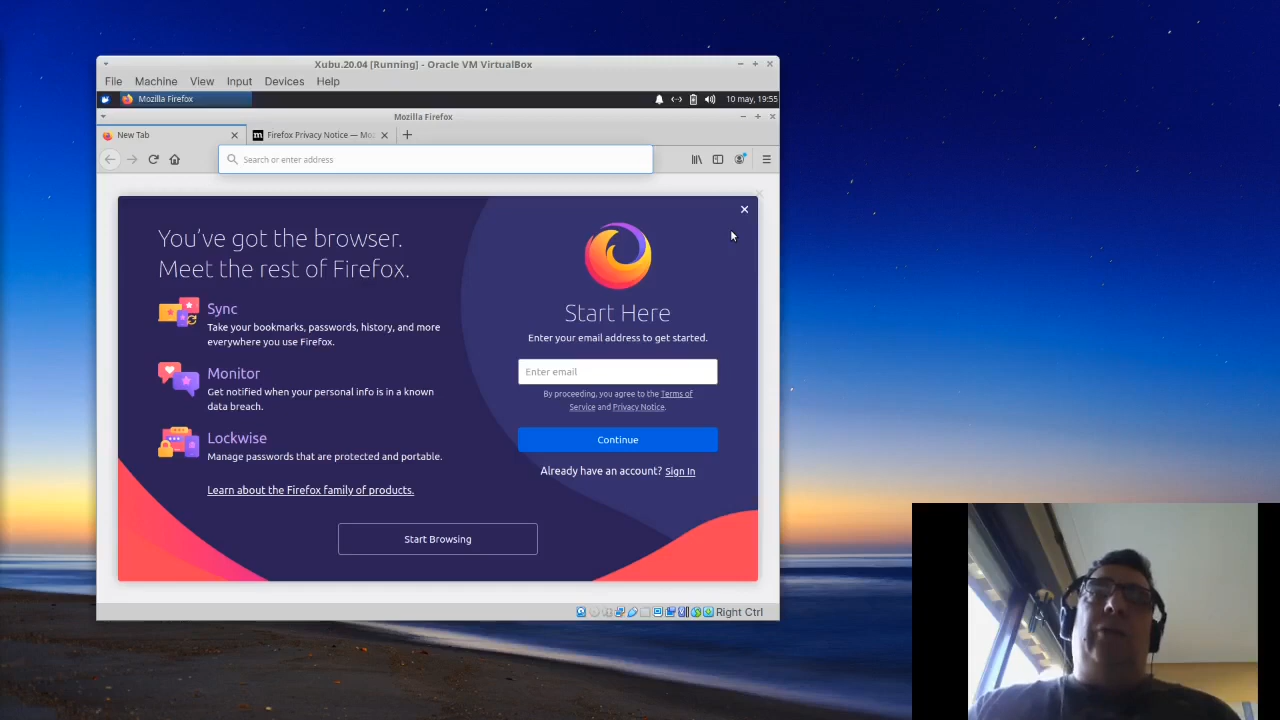 Xubu.20.04 [Running] - Oracle VM VirtualBox
File Machine View Input Devices Help
Mozilla Firefox
10 may, 19:55
Mozilla Firefox
New Tab
Firefox Privacy Notice — Moz
Search or enter address
You've got the browser.
Meet the rest of Firefox.
Sync
Take your bookmarks, passwords, history, and more
everywhere you use Firefox.
Monitor
Get notified when your personal info is in a known
data breach.
Lockwise
Manage passwords that are protected and portable.
Learn about the Firefox family of products.
Start Here
Enter your email address to get started.
Enter email
By proceeding, you agree to the Terms of
Service and Privacy Notice.
Continue
Already have an account? Sign In
Start Browsing
Right Ctrl